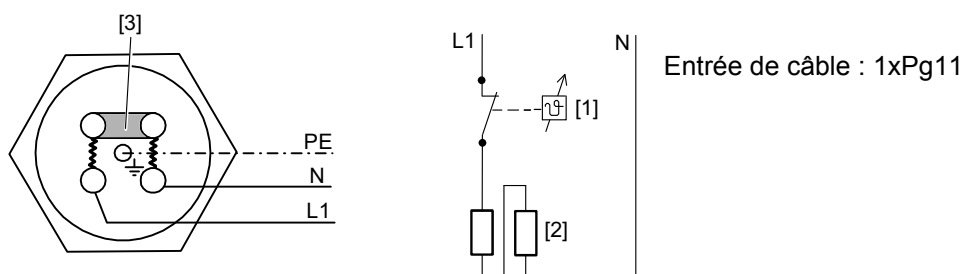 [3]
PE
N
L1
L1
N
[1]
[2]
Entrée de câble : 1xPg11